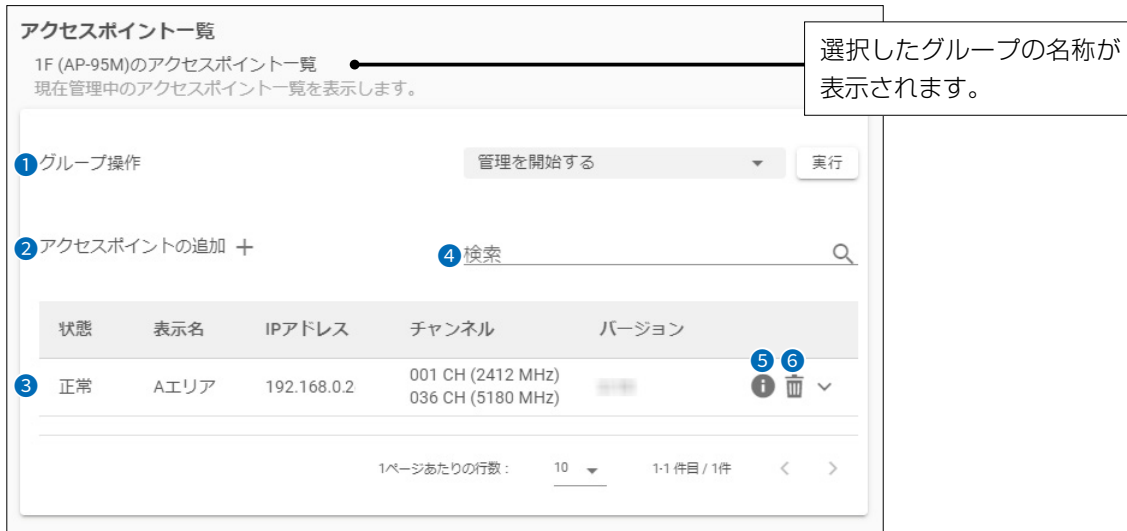 アクセスポイント一覧
1F (AP-95M)のアクセスポイント一覧
現在管理中のアクセスポイント一覧を表示します。
選択したグループの名称が
表示されます。
1 グループ操作 管理を開始する 実行
2 アクセスポイントの追加 + 4 検索
状態 表示名 IPアドレス チャンネル バージョン
5 6
3 正常 Aエリア 192.168.0.2 001 CH (2412 MHz)
036 CH (5180 MHz)
1ページあたりの行数： 10 1-1 件目 / 1件 < >